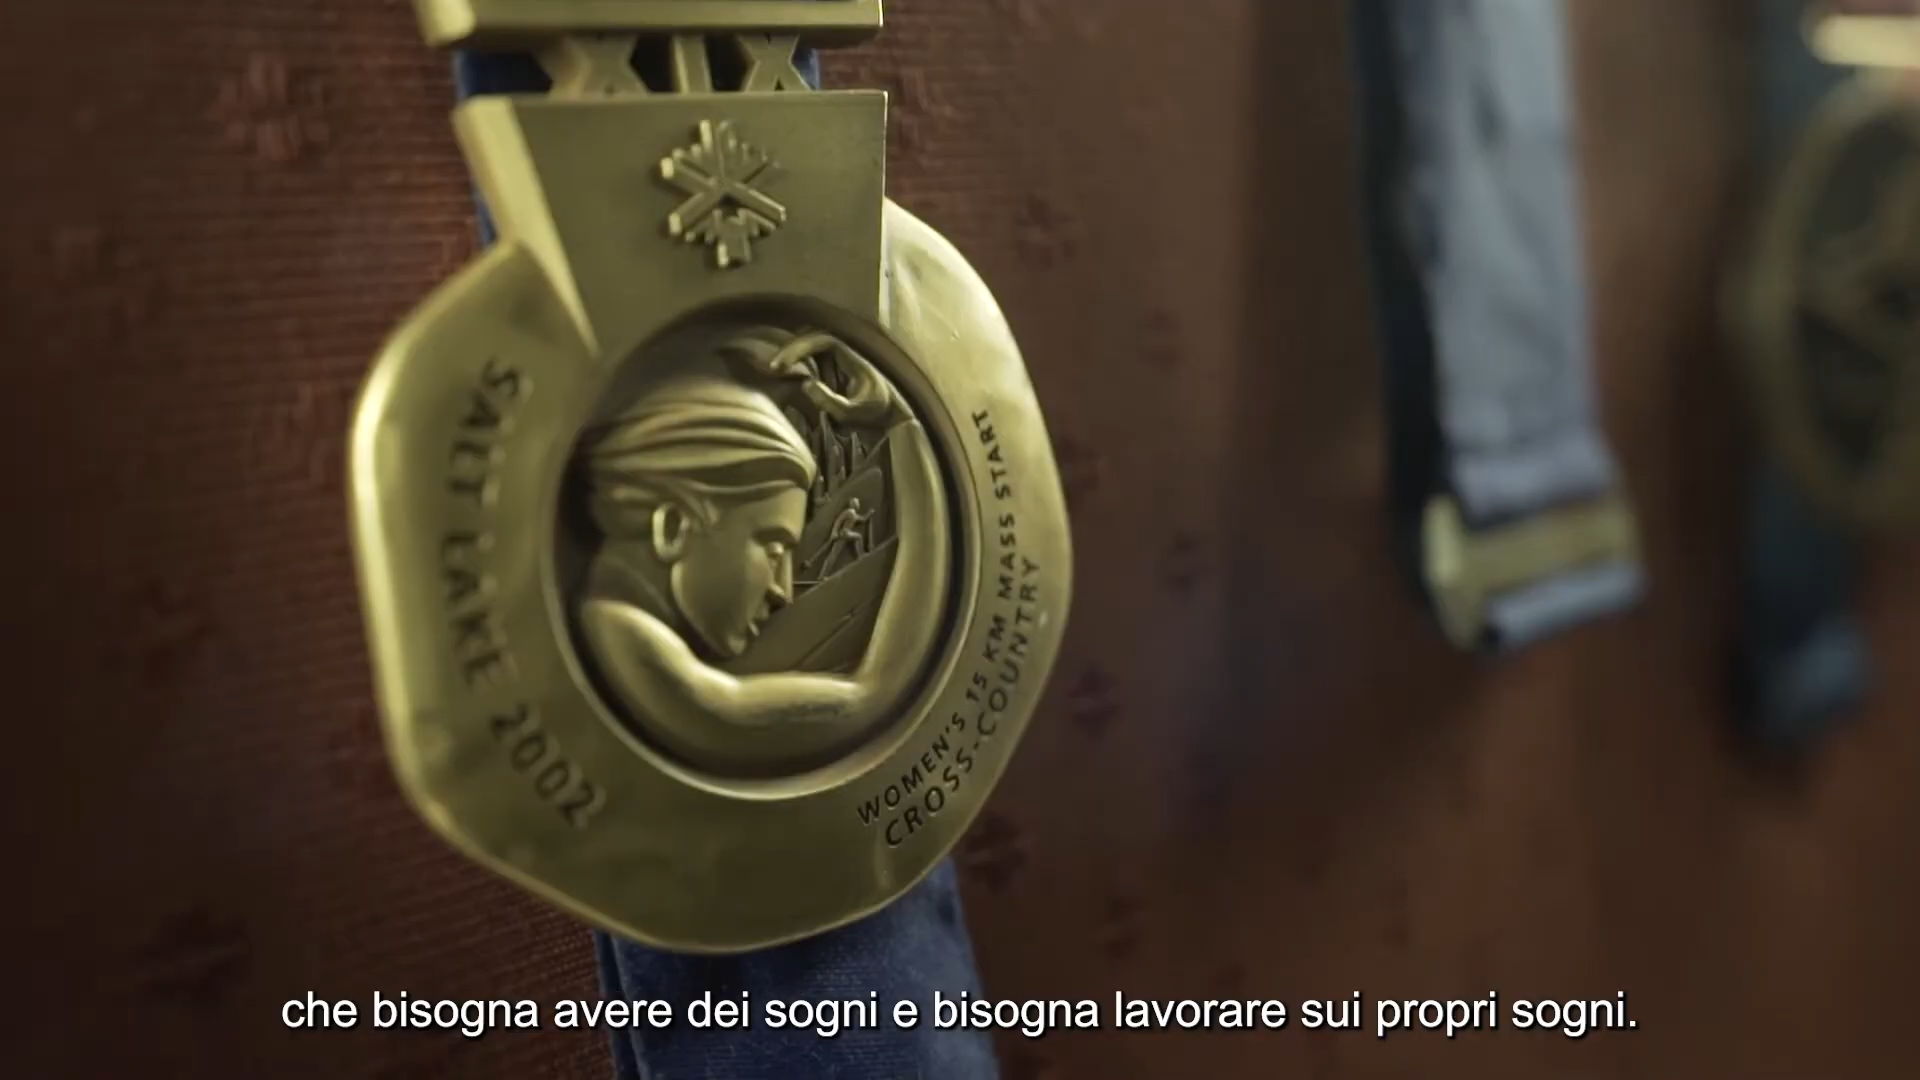 XIX
SALT LAKE 2002
WOMEN'S 15 KM MASS START
CROSS-COUNTRY
che bisogna avere dei sogni e bisogna lavorare sui propri sogni.